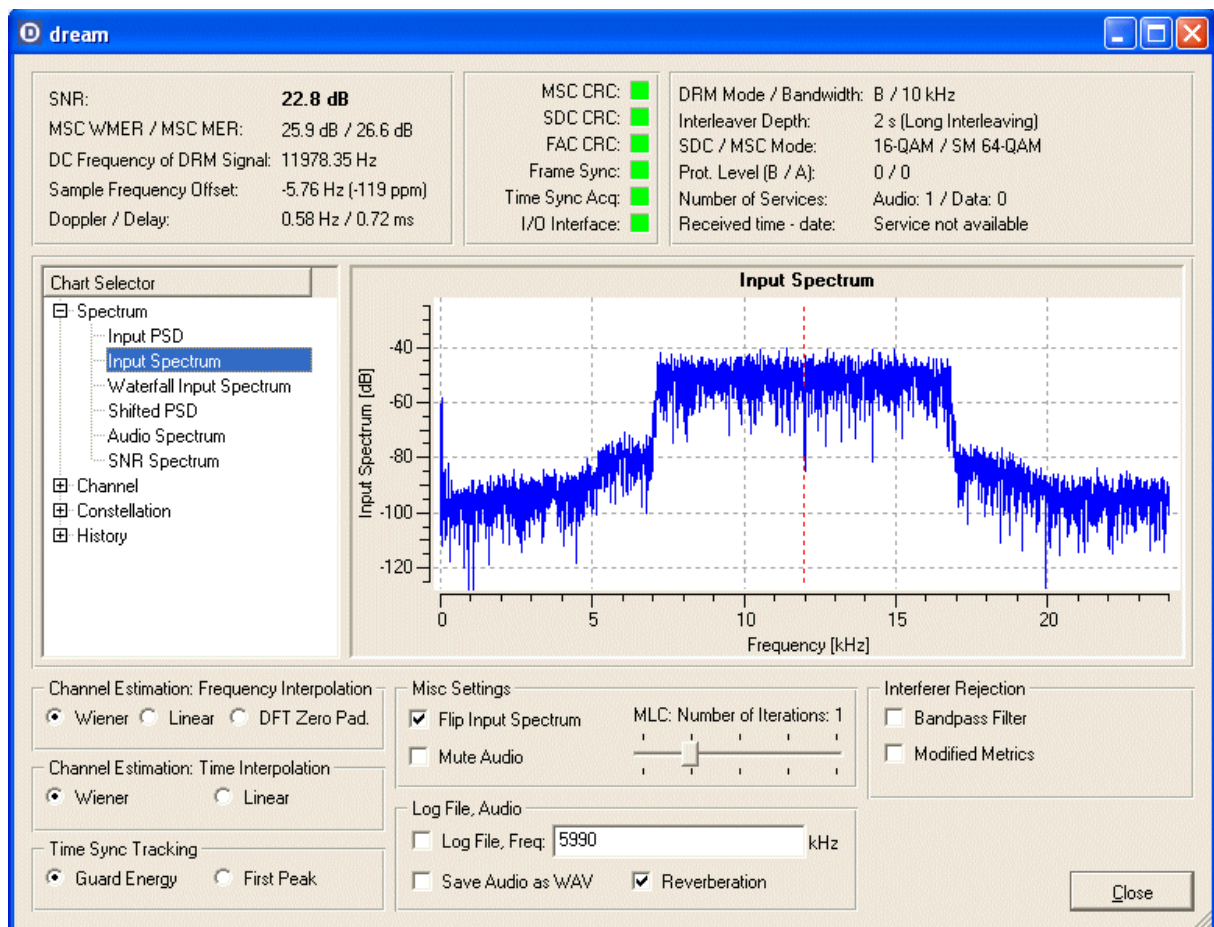 dream
SNR: 22.8 dB
MSC WMER / MSC MER: 25.9 dB / 26.6 dB
DC Frequency of DRM Signal: 11978.35 Hz
Sample Frequency Offset: -5.76 Hz (-119 ppm)
Doppler / Delay: 0.58 Hz / 0.72 ms
MSC CRC:
SDC CRC:
FAC CRC:
Frame Sync:
Time Sync Acq:
I/O Interface:
DRM Mode / Bandwidth: B / 10 kHz
Interleaver Depth: 2 s (Long Interleaving)
SDC / MSC Mode: 16-QAM / SM 64-QAM
Prot. Level (B / A): 0 / 0
Number of Services: Audio: 1 / Data: 0
Received time - date: Service not available
Chart Selector
Spectrum
Input PSD
Input Spectrum
Waterfall Input Spectrum
Shifted PSD
Audio Spectrum
SNR Spectrum
Channel
Constellation
History
Input Spectrum
Input Spectrum [dB]
-40
-60
-80
-100
-120
0 5 10 15 20
Frequency [kHz]
Channel Estimation: Frequency Interpolation
Wiener Linear DFT Zero Pad.
Channel Estimation: Time Interpolation
Wiener Linear
Time Sync Tracking
Guard Energy First Peak
Misc Settings
Flip Input Spectrum MLC: Number of Iterations: 1
Mute Audio
Log File, Audio
Log File, Freq: 5990 kHz
Save Audio as WAV Reverberation
Interferer Rejection
Bandpass Filter
Modified Metrics
Close